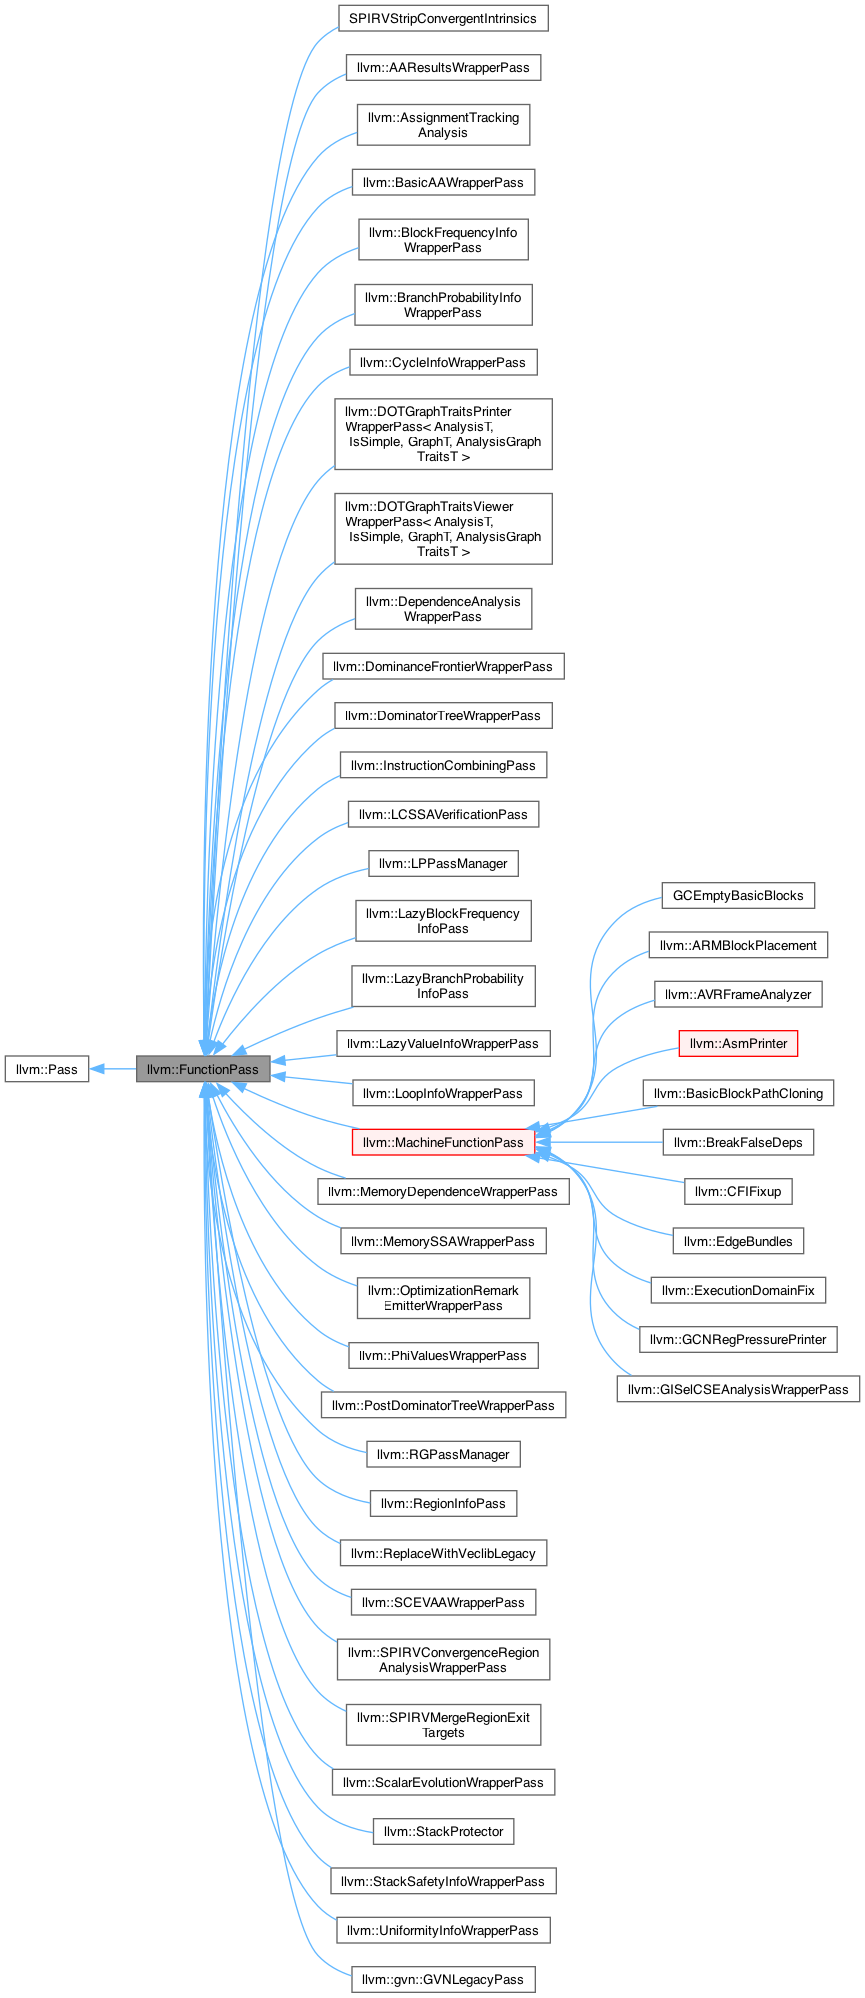 SPIRVStripConvergentIntrinsics
llvm::AAResultsWrapperPass
llvm::AssignmentTracking
Analysis
llvm::BasicAAWrapperPass
llvm::BlockFrequencyInfo
WrapperPass
llvm::BranchProbabilityInfo
WrapperPass
llvm::CycleInfoWrapperPass
llvm::DOTGraphTraitsPrinter
WrapperPass< AnalysisT,
IsSimple, GraphT, AnalysisGraph
TraitsT >
llvm::DOTGraphTraitsViewer
WrapperPass< AnalysisT,
IsSimple, GraphT, AnalysisGraph
TraitsT >
llvm::DependenceAnalysis
WrapperPass
llvm::DominanceFrontierWrapperPass
llvm::DominatorTreeWrapperPass
llvm::InstructionCombiningPass
llvm::LCSSAVerificationPass
llvm::LPPassManager
llvm::LazyBlockFrequency
InfoPass
llvm::LazyBranchProbability
InfoPass
llvm::LazyValueInfoWrapperPass
llvm::Pass
llvm::FunctionPass
llvm::LoopInfoWrapperPass
llvm::MachineFunctionPass
llvm::MemoryDependenceWrapperPass
llvm::MemorySSAWrapperPass
llvm::OptimizationRemark
EmitterWrapperPass
llvm::PhiValuesWrapperPass
llvm::PostDominatorTreeWrapperPass
llvm::RGPassManager
llvm::RegionInfoPass
llvm::ReplaceWithVeclibLegacy
llvm::SCEVAAWrapperPass
llvm::SPIRVConvergenceRegion
AnalysisWrapperPass
llvm::SPIRVMergeRegionExit
Targets
llvm::ScalarEvolutionWrapperPass
llvm::StackProtector
llvm::StackSafetyInfoWrapperPass
llvm::UniformityInfoWrapperPass
llvm::gvn::GVNLegacyPass
GCEmptyBasicBlocks
llvm::ARMBlockPlacement
llvm::AVRFrameAnalyzer
llvm::AsmPrinter
llvm::BasicBlockPathCloning
llvm::BreakFalseDeps
llvm::CFIFixup
llvm::EdgeBundles
llvm::ExecutionDomainFix
llvm::GCNRegPressurePrinter
llvm::GISelCSEAnalysisWrapperPass